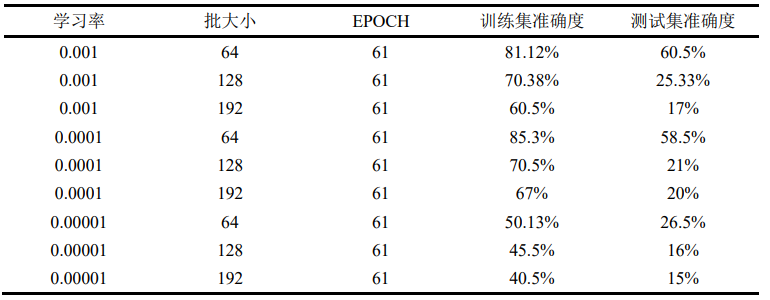 学习率 批大小 EPOCH 训练集准确度 测试集准确度
0.001 64 61 81.12% 60.5%
0.001 128 61 70.38% 25.33%
0.001 192 61 60.5% 17%
0.0001 64 61 85.3% 58.5%
0.0001 128 61 70.5% 21%
0.0001 192 61 67% 20%
0.00001 64 61 50.13% 26.5%
0.00001 128 61 45.5% 16%
0.00001 192 61 40.5% 15%